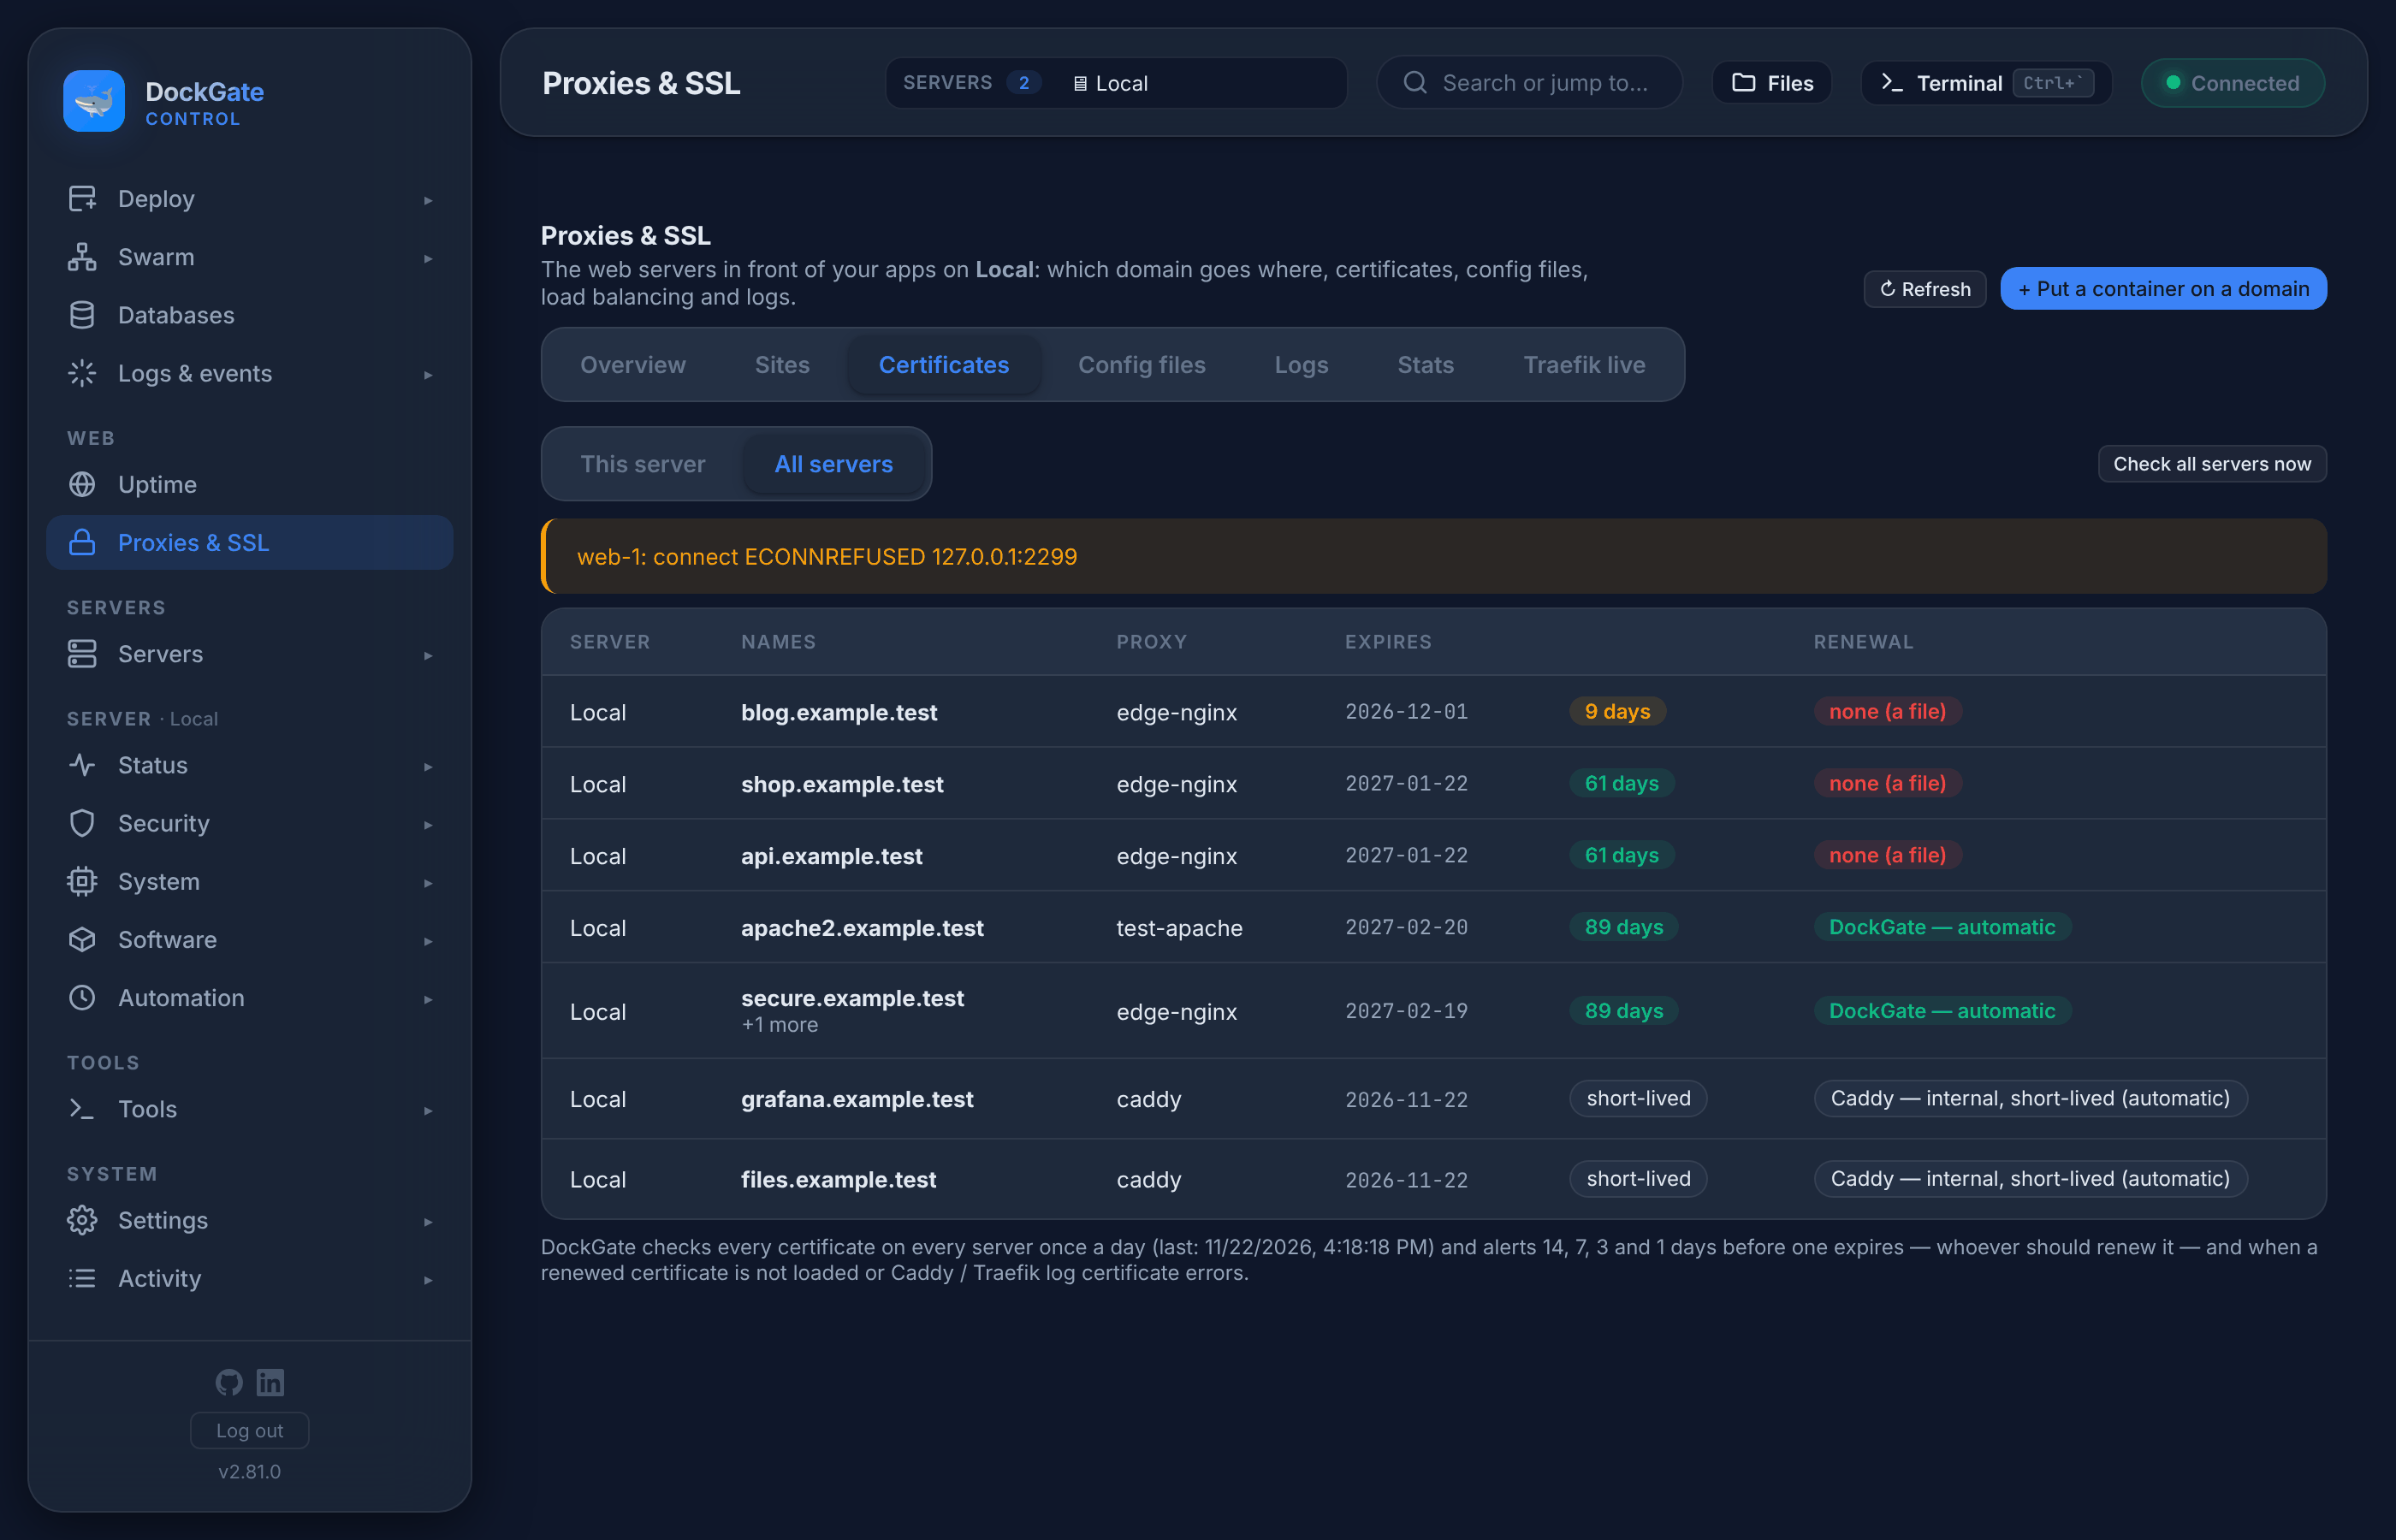 DockGate
CONTROL
Deploy
Swarm
Databases
Logs & events
WEB
Uptime
Proxies & SSL
SERVERS
Servers
SERVER · Local
Status
Security
System
Software
Automation
TOOLS
Tools
SYSTEM
Settings
Activity
Log out
v2.81.0
Proxies & SSL
SERVERS 2 Local
Search or jump to...
Files
Terminal Ctrl+`
Connected
Proxies & SSL
The web servers in front of your apps on Local: which domain goes where, certificates, config files,
load balancing and logs.
↻ Refresh
+ Put a container on a domain
Overview Sites Certificates Config files Logs Stats Traefik live
This server All servers
Check all servers now
web-1: connect ECONNREFUSED 127.0.0.1:2299
SERVER NAMES PROXY EXPIRES RENEWAL
Local blog.example.test edge-nginx 2026-12-01 9 days none (a file)
Local shop.example.test edge-nginx 2027-01-22 61 days none (a file)
Local api.example.test edge-nginx 2027-01-22 61 days none (a file)
Local apache2.example.test test-apache 2027-02-20 89 days DockGate — automatic
Local secure.example.test edge-nginx 2027-02-19 89 days DockGate — automatic
+1 more
Local grafana.example.test caddy 2026-11-22 short-lived Caddy — internal, short-lived (automatic)
Local files.example.test caddy 2026-11-22 short-lived Caddy — internal, short-lived (automatic)
DockGate checks every certificate on every server once a day (last: 11/22/2026, 4:18:18 PM) and alerts 14, 7, 3 and 1 days before one expires — whoever should renew it — and when a
renewed certificate is not loaded or Caddy / Traefik log certificate errors.